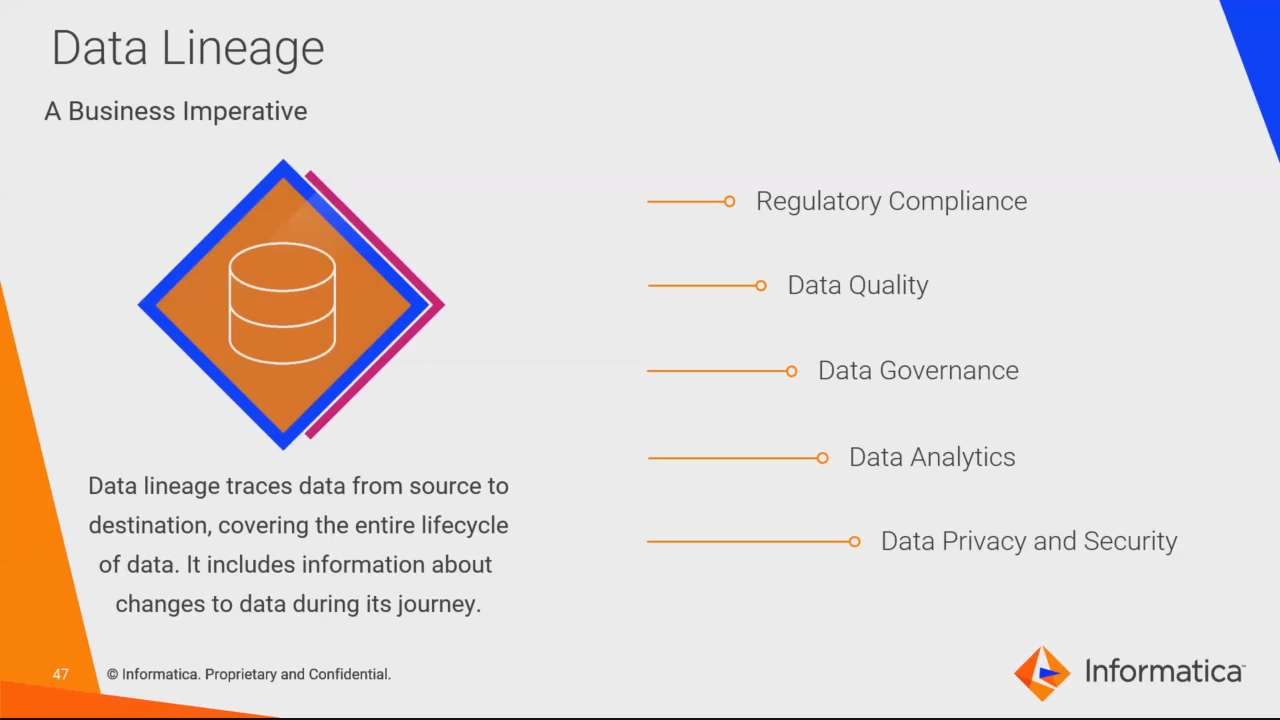 Data Lineage
A Business Imperative
Data lineage traces data from source to
destination, covering the entire lifecycle
of data. It includes information about
changes to data during its journey.
Regulatory Compliance
Data Quality
Data Governance
Data Analytics
Data Privacy and Security
47
© Informatica. Proprietary and Confidential.
Informatica™